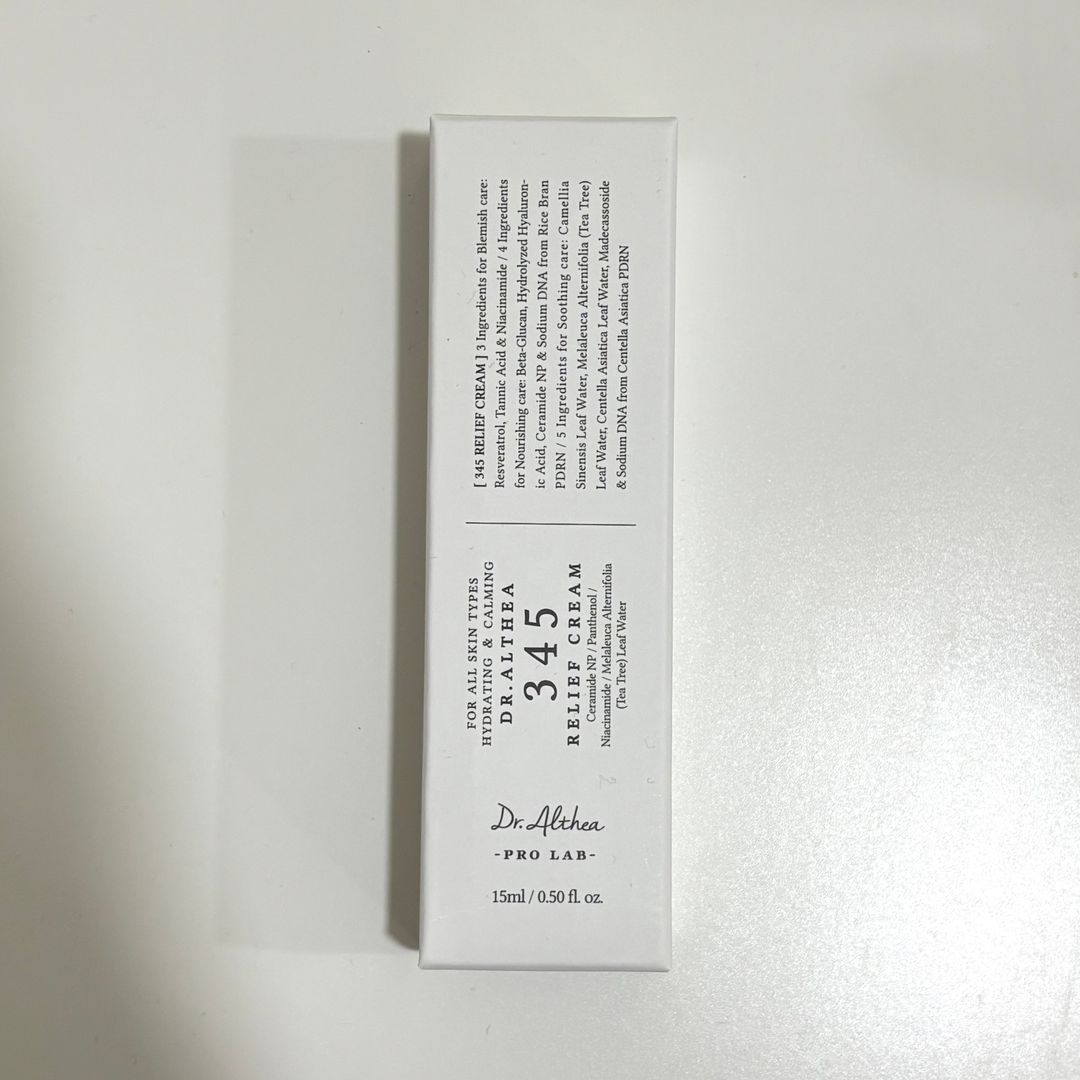 [ 345 RELIEF CREAM ] 3 Ingredients for Blemish care:
Resveratrol, Tannic Acid & Niacinamide / 4 Ingredients
for Nourishing care: Beta-Glucan, Hydrolyzed Hyaluron-
ic Acid, Ceramide NP & Sodium DNA from Rice Bran
PDRN / 5 Ingredients for Soothing care: Camellia
Sinensis Leaf Water, Melaleuca Alternifolia (Tea Tree)
Leaf Water, Centella Asiatica Leaf Water, Madecassoside
& Sodium DNA from Centella Asiatica PDRN
FOR ALL SKIN TYPES
HYDRATING & CALMING
DR.ALTHEA
345
RELIEF CREAM
Ceramide NP / Panthenol /
Niacinamide / Melaleuca Alternifolia
(Tea Tree) Leaf Water
Dr.Althea
-PRO LAB-
15ml / 0.50 fl. oz.